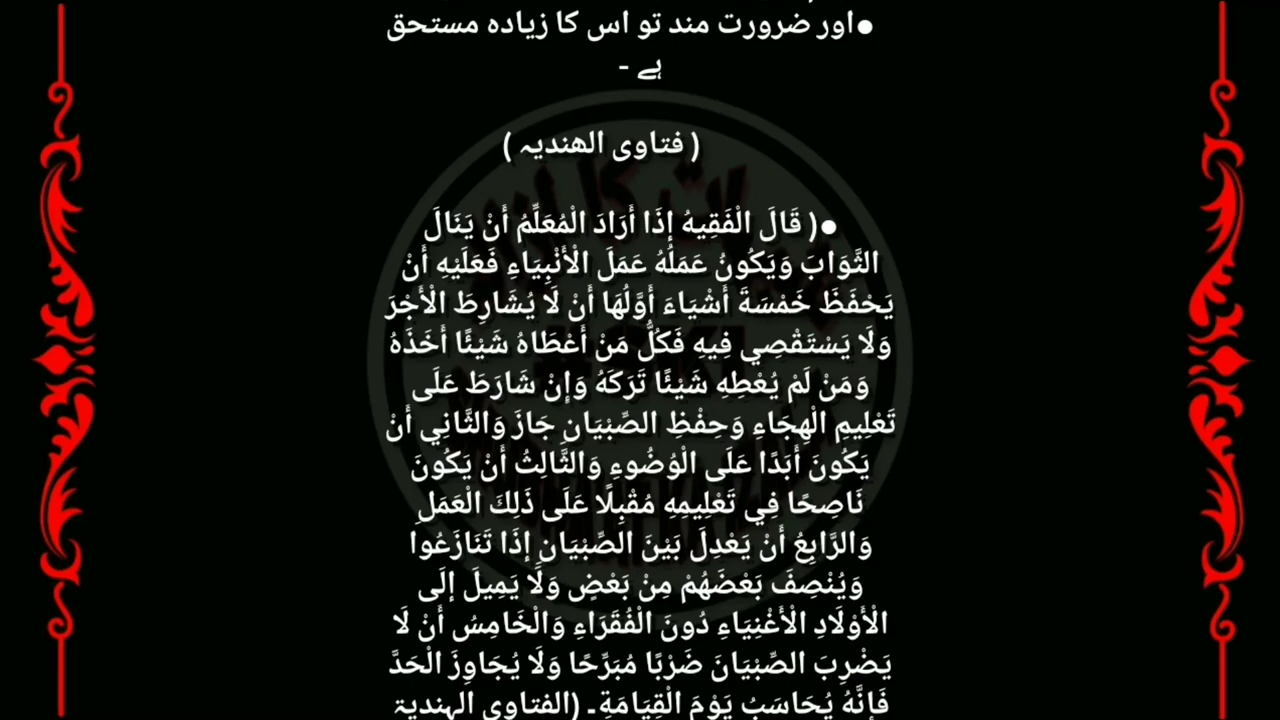 ●اور ضرورت مند تو اس کا زیادہ مستحق
ہے -
( فتاوی الھندیہ )
●( قَالَ الْفَقِيهُ إذَا أَرَادَ الْمُعَلِّمُ أَنْ يَنَالَ
الثَّوَابَ وَيَكُونُ عَمَلُهُ عَمَلَ الْأَنْبِيَاءِ فَعَلَيْهِ أَنْ
يَحْفَظَ خَمْسَةَ أَشْيَاءَ أَوَّلُهَا أَنْ لَا يُشَارِطَ الْأَجْرَ
وَلَا يَسْتَقْصِي فِيهِ فَكُلُّ مَنْ أَعْطَاهُ شَيْئًا أَخَذَهُ
وَمَنْ لَمْ يُعْطِهِ شَيْئًا تَرَكَهُ وَإِنْ شَارَطَ عَلَى
تَعْلِيمِ الْهِجَاءِ وَحِفْظِ الصِّبْيَانِ جَازَ وَالثَّانِي أَنْ
يَكُونَ أَبَدًا عَلَى الْوُضُوءِ وَالثَّالِثُ أَنْ يَكُونَ
نَاصِحًا فِي تَعْلِيمِهِ مُقْبِلًا عَلَى ذَلِكَ الْعَمَلِ
وَالرَّابِعُ أَنْ يَعْدِلَ بَيْنَ الصِّبْيَانِ إذَا تَنَازَعُوا
وَيُنْصِفَ بَعْضَهُمْ مِنْ بَعْضٍ وَلَا يَمِيلَ إلَى
الْأَوْلَادِ الْأَغْنِيَاءِ دُونَ الْفُقَرَاءِ وَالْخَامِسُ أَنْ لَا
يَضْرِبَ الصِّبْيَانَ ضَرْبًا مُبَرِّحًا وَلَا يُجَاوِزَ الْحَدَّ
فَإِنَّهُ يُحَاسَبُ يَوْمَ الْقِيَامَةِ۔ (الفتاوی الہندیۃ